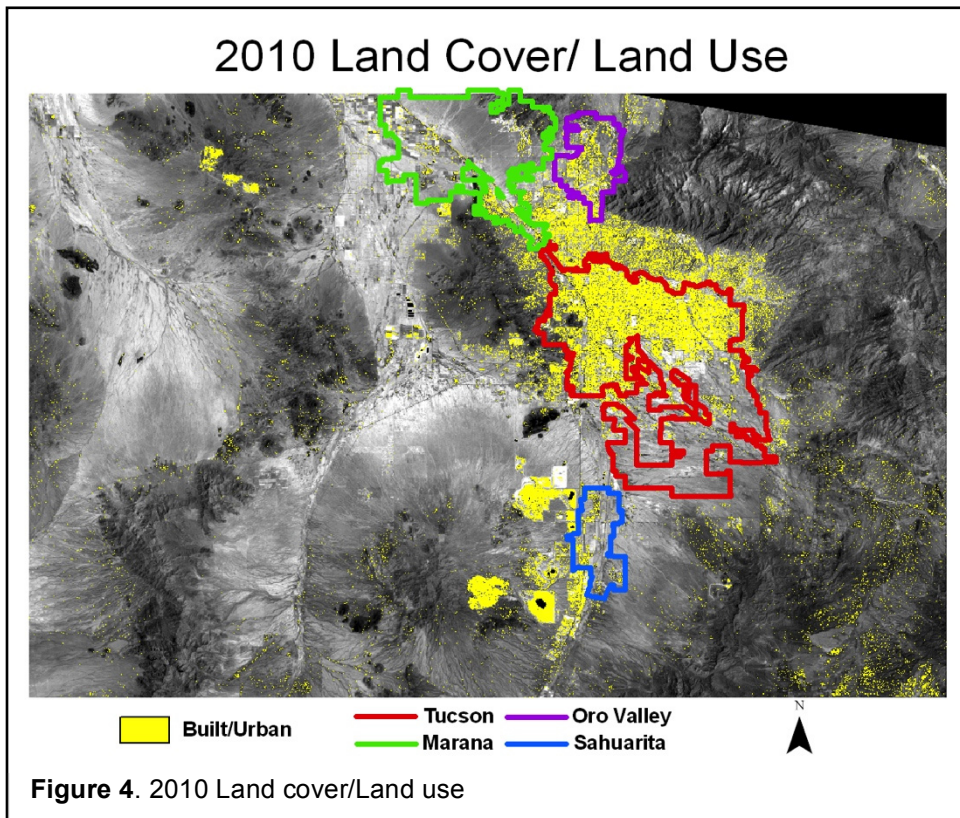 2010 Land Cover/ Land Use
Built/Urban
Tucson
Oro Valley
Marana
Sahuarita
N
Figure 4. 2010 Land cover/Land use